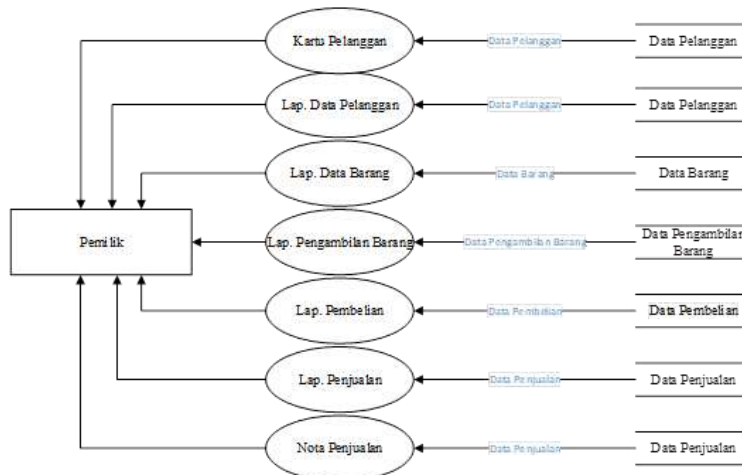 Kartu Pelanggan Data Pelanggan Data Pelanggan
Lap. Data Pelanggan Data Pelanggan Data Pelanggan
Lap. Data Barang Data Barang Data Barang
Pemilik Lap. Pengambilan Barang Data Pengambilan Barang Data Pengambilan
Barang
Lap. Pembelian Data Pembelian Data Pembelian
Lap. Penjualan Data Penjualan Data Penjualan
Nota Penjualan Data Penjualan Data Penjualan